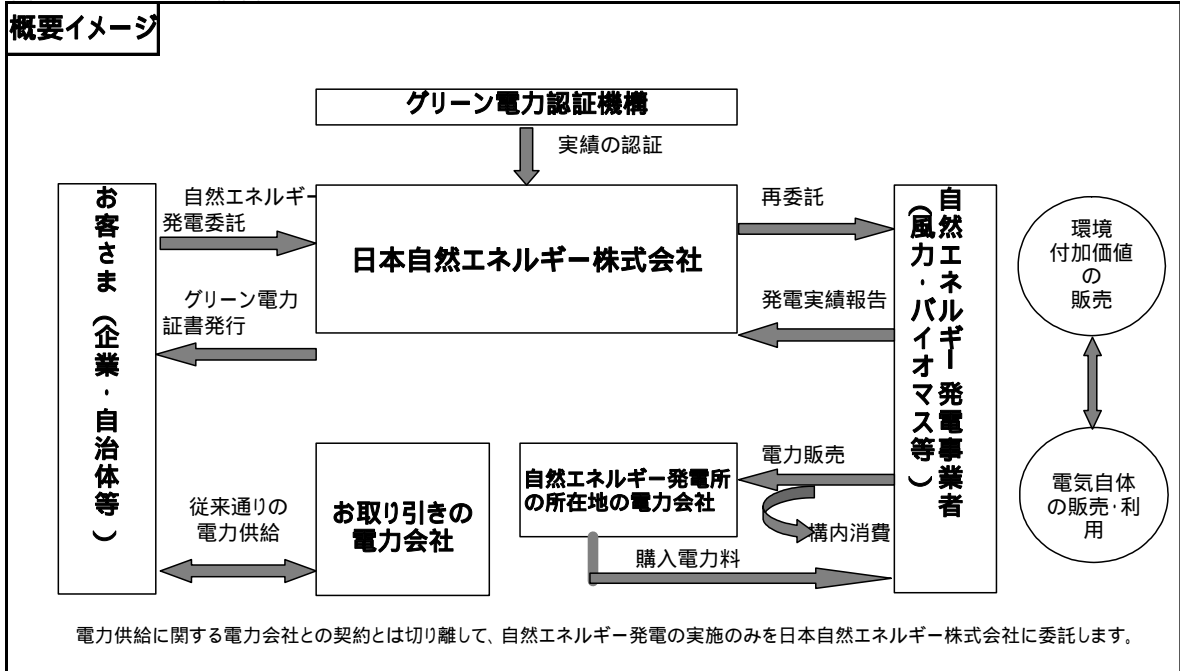 概要イメージ
グリーン電力認証機構
実績の認証
お客さま（企業・自治体等）
自然エネルギー
発電委託
日本自然エネルギー株式会社
再委託
自然エネルギー発電事業者
（風力・バイオマス等）
環境
付加価値
の
販売
グリーン電力
証書発行
発電実績報告
従来通りの
電力供給
お取り引きの
電力会社
自然エネルギー発電所
の所在地の電力会社
電力販売
構内消費
購入電力料
電気自体
の販売・利
用
電力供給に関する電力会社との契約とは切り離して、自然エネルギー発電の実施のみを日本自然エネルギー株式会社に委託します。